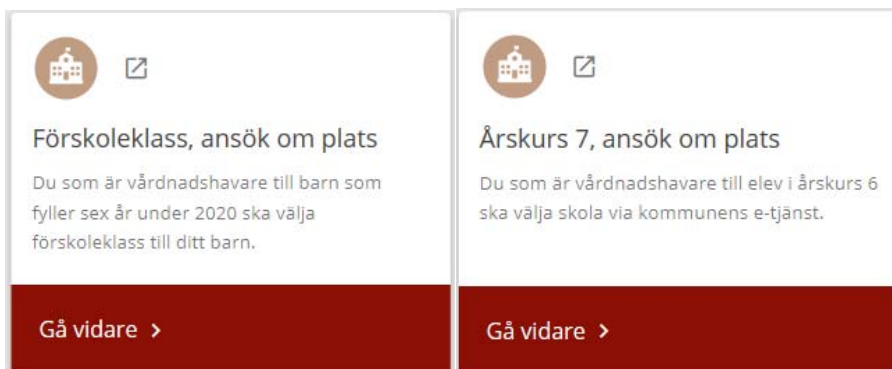 Förskoleklass, ansök om plats
Du som är vårdnadshavare till barn som
fyller sex år under 2020 ska välja
förskoleklass till ditt barn.
Gå vidare >
Årskurs 7, ansök om plats
Du som är vårdnadshavare till elev i årskurs 6
ska välja skola via kommunens e-tjänst.
Gå vidare >